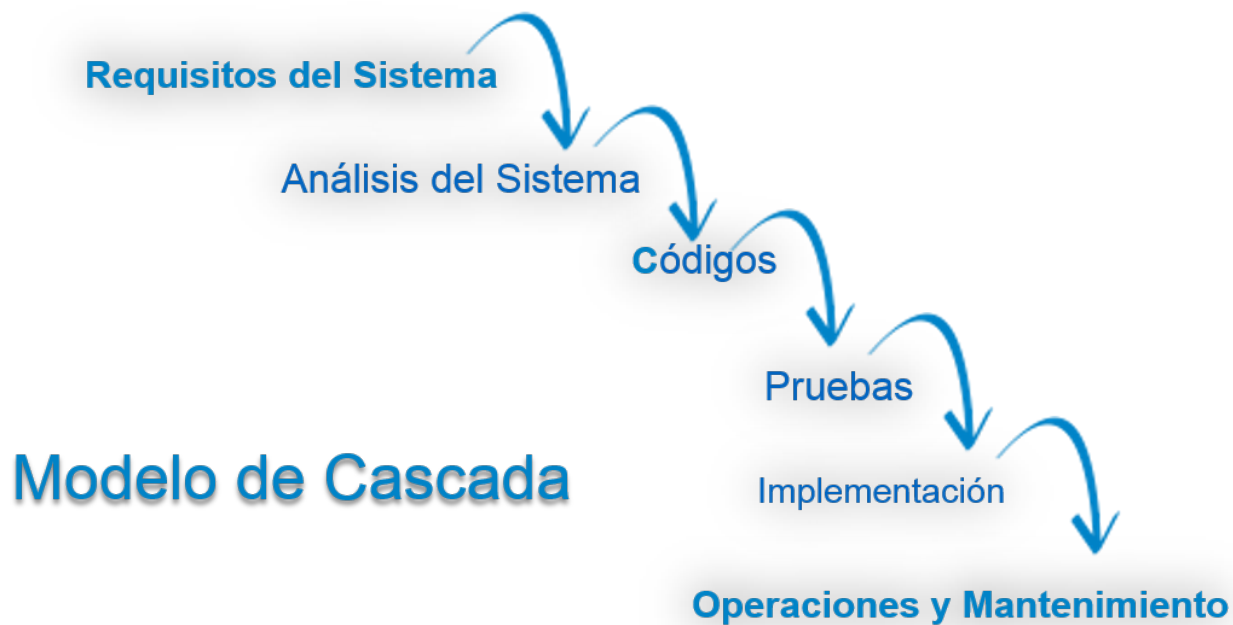 Requisitos del Sistema
Análisis del Sistema
Códigos
Pruebas
Modelo de Cascada
Implementación
Operaciones y Mantenimiento